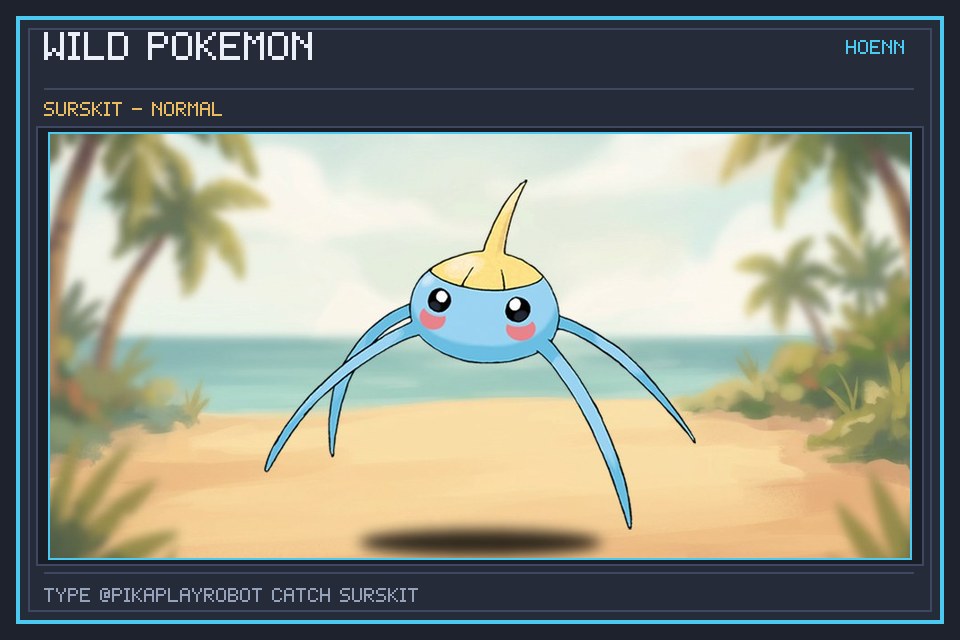 WILD POKEMON
HOENN
SURSKIT — NORMAL
TYPE @PIKAPLAYROBOT CATCH SURSKIT